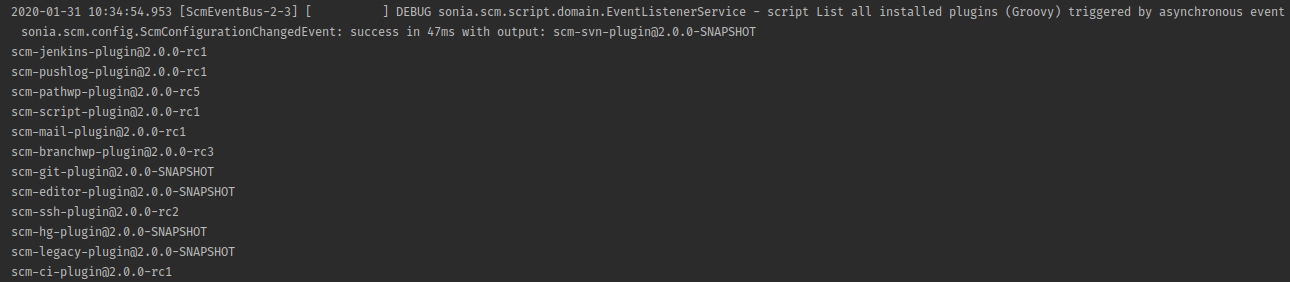 2020-01-31 10:34:54.953 [ScmEventBus-2-3] [          ] DEBUG sonia.scm.script.domain.EventListenerService - script List all installed plugins (Groovy) triggered by asynchronous event
sonia.scm.config.ScmConfigurationChangedEvent: success in 47ms with output: scm-svn-plugin@2.0.0-SNAPSHOT
scm-jenkins-plugin@2.0.0-rc1
scm-pushlog-plugin@2.0.0-rc1
scm-pathwp-plugin@2.0.0-rc5
scm-script-plugin@2.0.0-rc1
scm-mail-plugin@2.0.0-rc1
scm-branchwp-plugin@2.0.0-rc3
scm-git-plugin@2.0.0-SNAPSHOT
scm-editor-plugin@2.0.0-SNAPSHOT
scm-ssh-plugin@2.0.0-rc2
scm-hg-plugin@2.0.0-SNAPSHOT
scm-legacy-plugin@2.0.0-SNAPSHOT
scm-ci-plugin@2.0.0-rc1